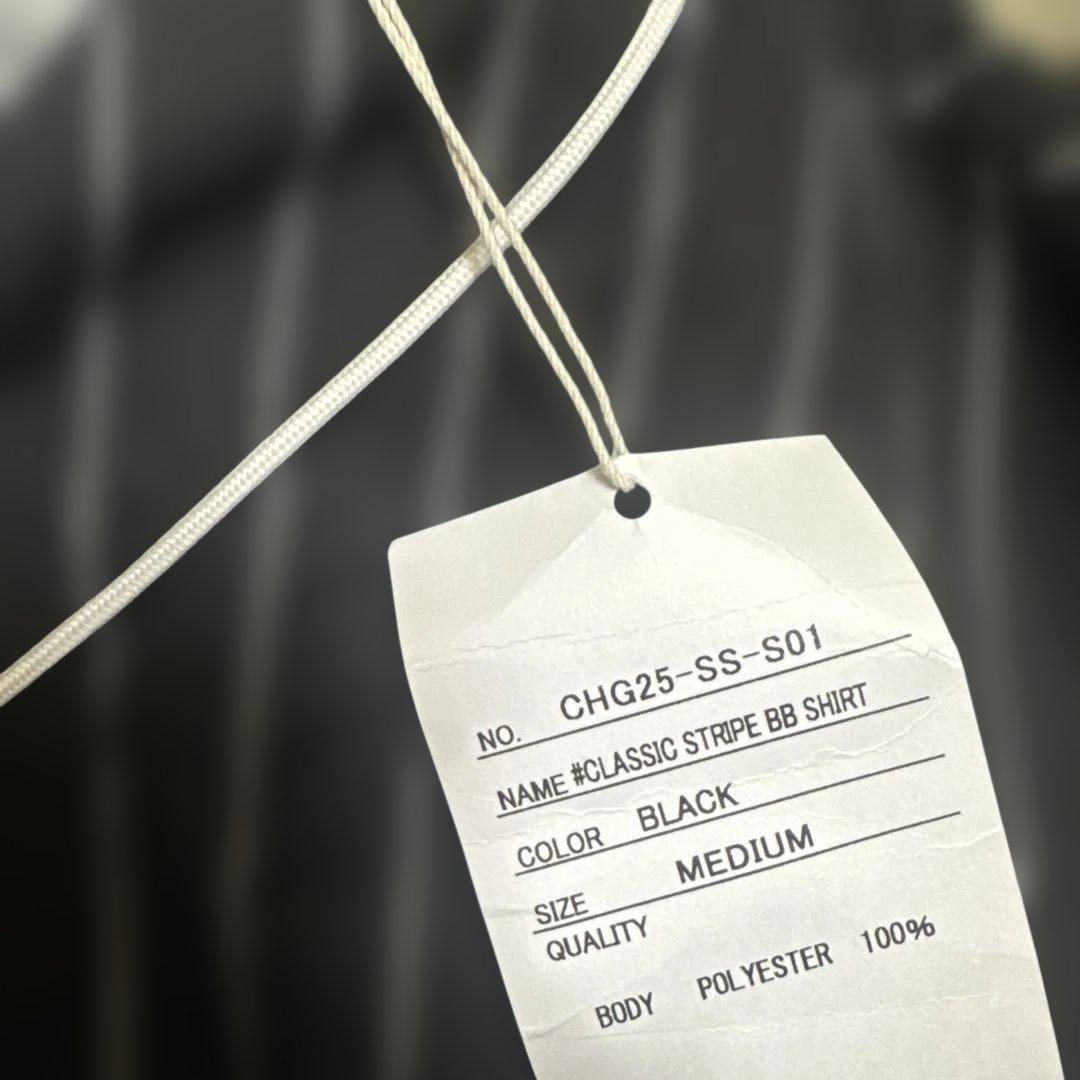 NO. CHG25-SS-S01
NAME #CLASSIC STRIPE BB SHIRT
COLOR BLACK
SIZE MEDIUM
QUALITY
BODY POLYESTER 100%